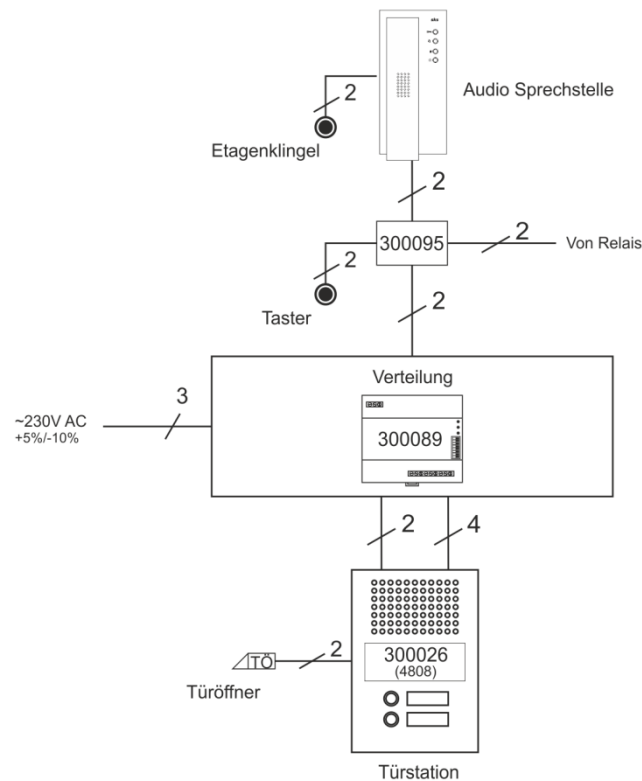 Audio Sprechstelle
2
Etagenklingel
2
300095
2
Von Relais
2
Taster
2
Verteilung
3
~230V AC
+5%/-10%
300089
2
4
300026
(4808)
TÖ
2
Türöffner
Türstation